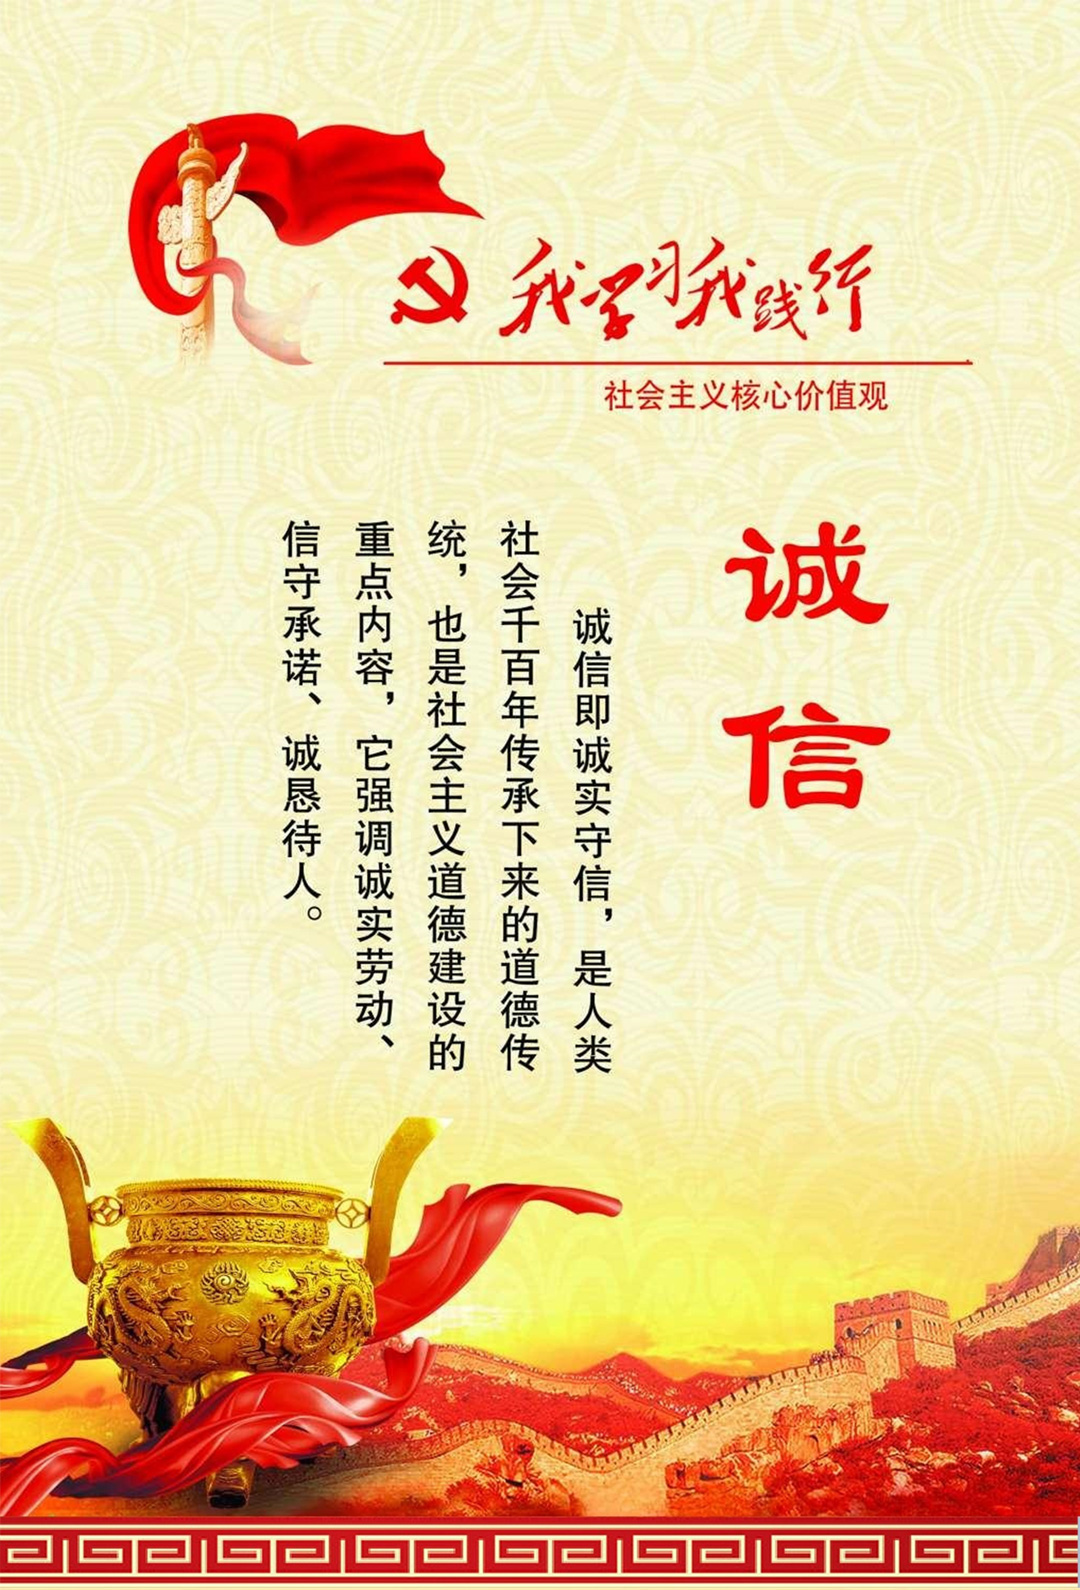 我学习我践行
社会主义核心价值观
诚信
诚信即诚实守信，是人类
社会千百年传承下来的道德传
统，也是社会主义道德建设的
重点内容，它强调诚实劳动、
信守承诺、诚恳待人。